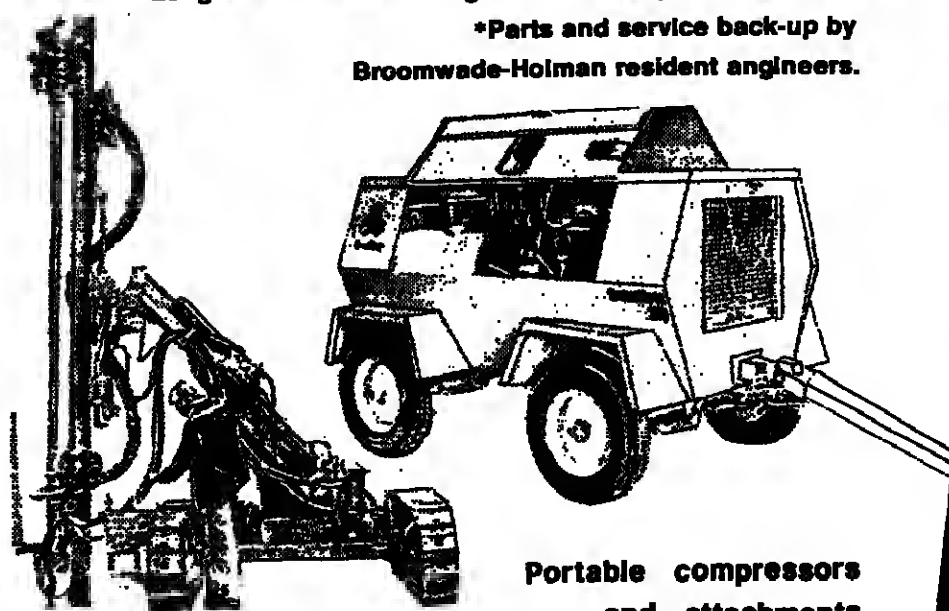 *Parts and service back-up by
Broomwade-Holman resident angineers.
Portable compressors
and attachments